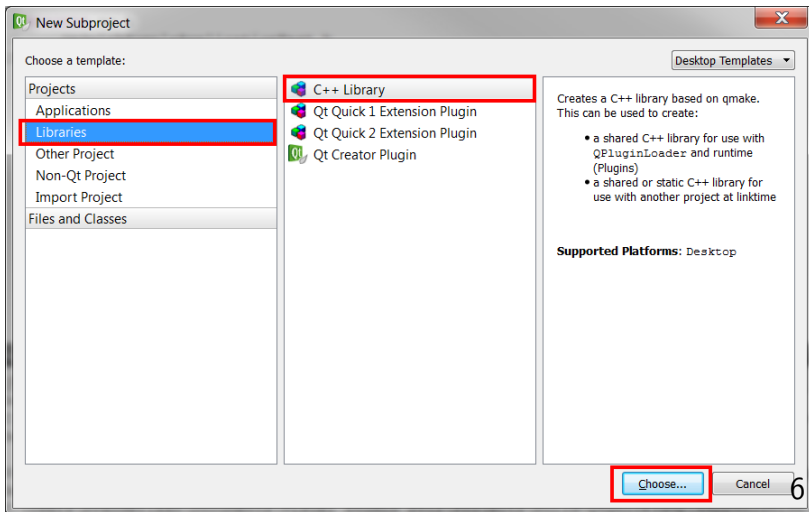 New Subproject
Choose a template:
Desktop Templates
Projects
Applications
Libraries
Other Project
Non-Qt Project
Import Project
Files and Classes
C++ Library
Qt Quick 1 Extension Plugin
Qt Quick 2 Extension Plugin
Qt Creator Plugin
Creates a C++ library based on qmake.
This can be used to create:
• a shared C++ library for use with
QPluginLoader and runtime
(Plugins)
• a shared or static C++ library for
use with another project at linktime
Supported Platforms: Desktop
Choose...
Cancel
6